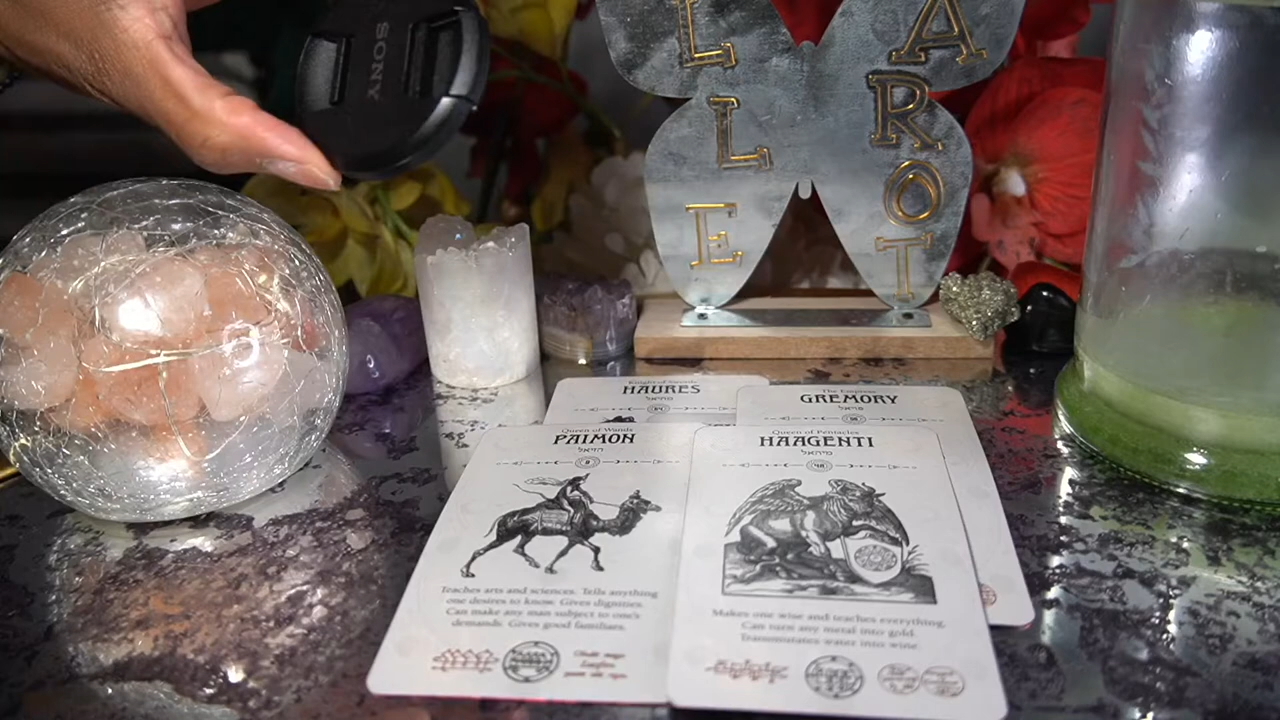 SONY
L
L
E
A
R
O
T
Knight of Swords
HAURES
The Empress
GREMORY
Queen of Wands
PAIMON
Teaches arts and sciences. Tells anything
one desires to know. Gives dignities.
Can make any man subject to one's
demands. Gives good familiars.
Queen of Pentacles
HAAGENTI
מיהאל
48
Makes one wise and teaches everything.
Can turn any metal into gold.
Transmutates water into wine.